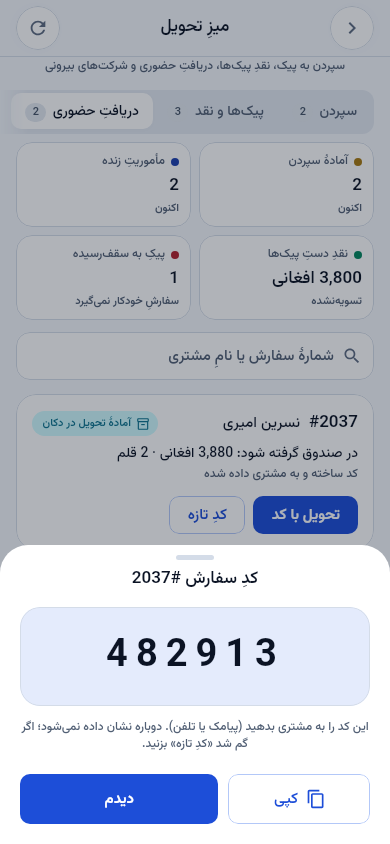 میزِ تحویل
سپردن به پیک، نقدِ پیک‌ها، دریافتِ حضوری و شرکت‌های بیرونی
سپردن 2 پیک‌ها و نقد 3 دریافتِ حضوری 2
آمادهٔ سپردن
2
اکنون
مأموریتِ زنده
2
اکنون
نقدِ دستِ پیک‌ها
3,800 افغانی
تسویه‌نشده
پیکِ به سقف‌رسیده
1
سفارشِ خودکار نمی‌گیرد
شمارهٔ سفارش یا نامِ مشتری
#2037 نسرین امیری آمادهٔ تحویل در دکان
در صندوق گرفته شود: 3,880 افغانی · 2 قلم
کد ساخته و به مشتری داده شده
تحویل با کد کدِ تازه
کدِ سفارش #2037
482913
این کد را به مشتری بدهید (پیامک یا تلفن). دوباره نشان داده نمی‌شود؛ اگر
گم شد «کدِ تازه» بزنید.
کپی دیدم